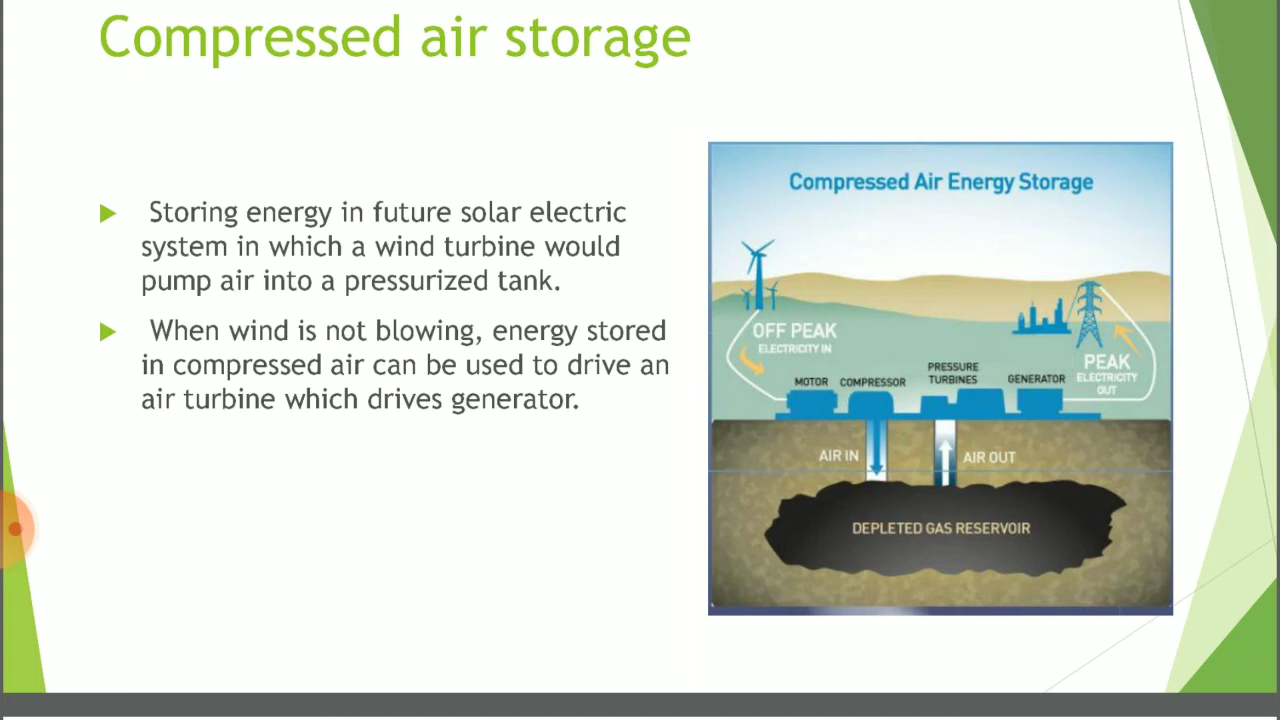 Compressed air storage
Storing energy in future solar electric
system in which a wind turbine would
pump air into a pressurized tank.
When wind is not blowing, energy stored
in compressed air can be used to drive an
air turbine which drives generator.
Compressed Air Energy Storage
OFF PEAK
ELECTRICITY IN
MOTOR
COMPRESSOR
PRESSURE
TURBINES
GENERATOR
PEAK
ELECTRICITY
OUT
AIR IN
AIR OUT
DEPLETED GAS RESERVOIR